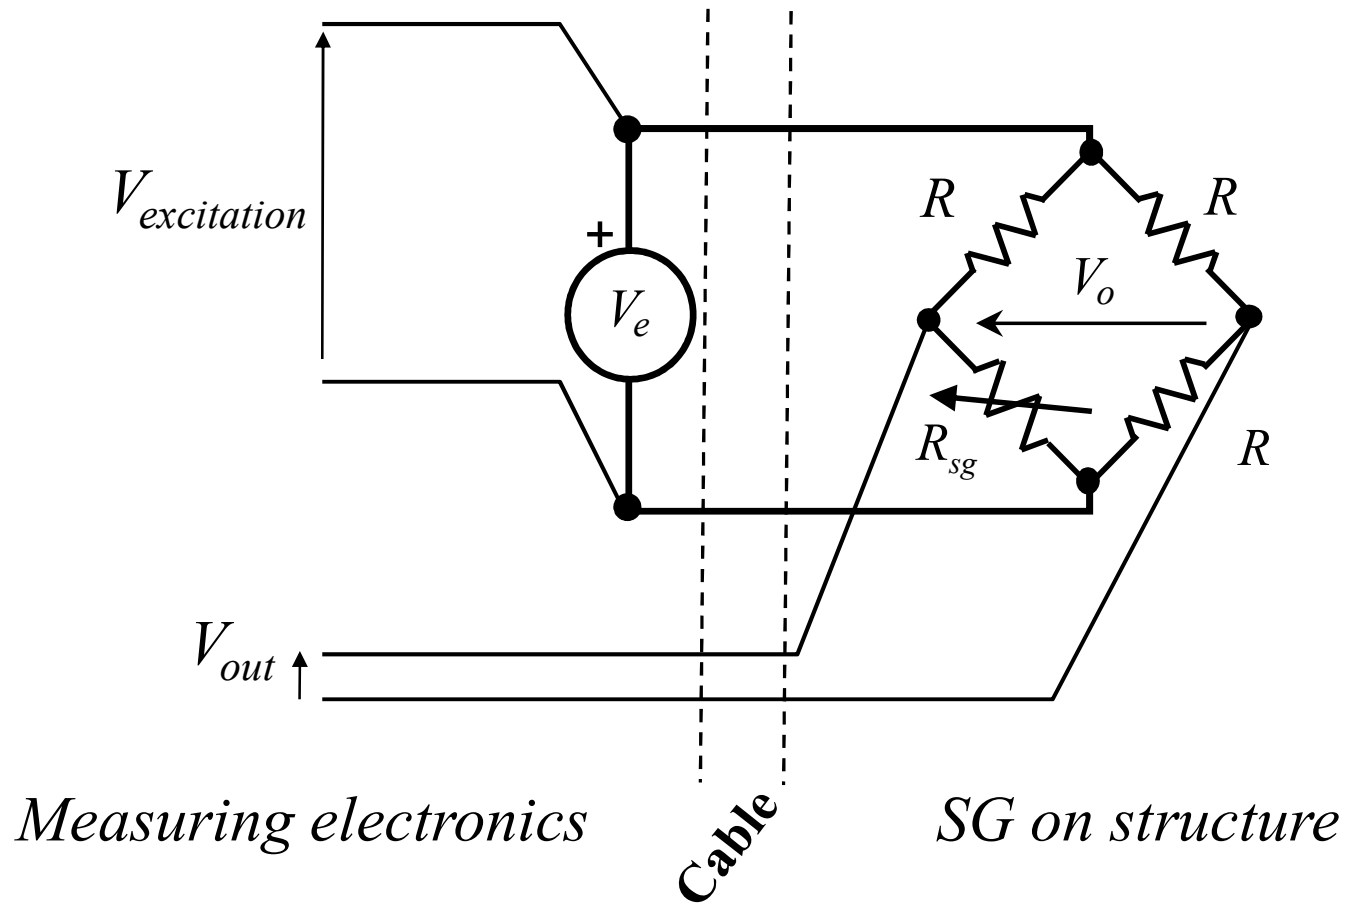 V_excitation
+
V_e
R
R
V_o
R_sg
R
V_out
Measuring electronics
Cable
SG on structure